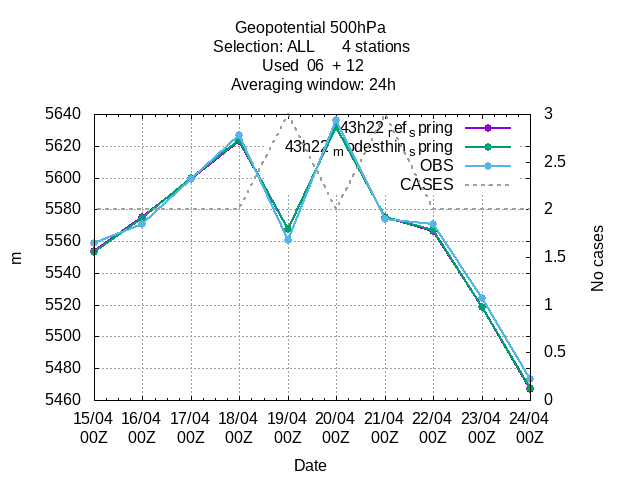 Geopotential 500hPa
Selection: ALL 4 stations
Used 06 + 12
Averaging window: 24h
43h22ref spring
43h22modesthinspring
OBS
CASES
5640
5620
5600
5580
5560
5540
5520
5500
5480
5460
m
3
2.5
2
1.5
1
0.5
0
No cases
15/04 16/04 17/04 18/04 19/04 20/04 21/04 22/04 23/04 24/04
00Z 00Z 00Z 00Z 00Z 00Z 00Z 00Z 00Z 00Z
Date